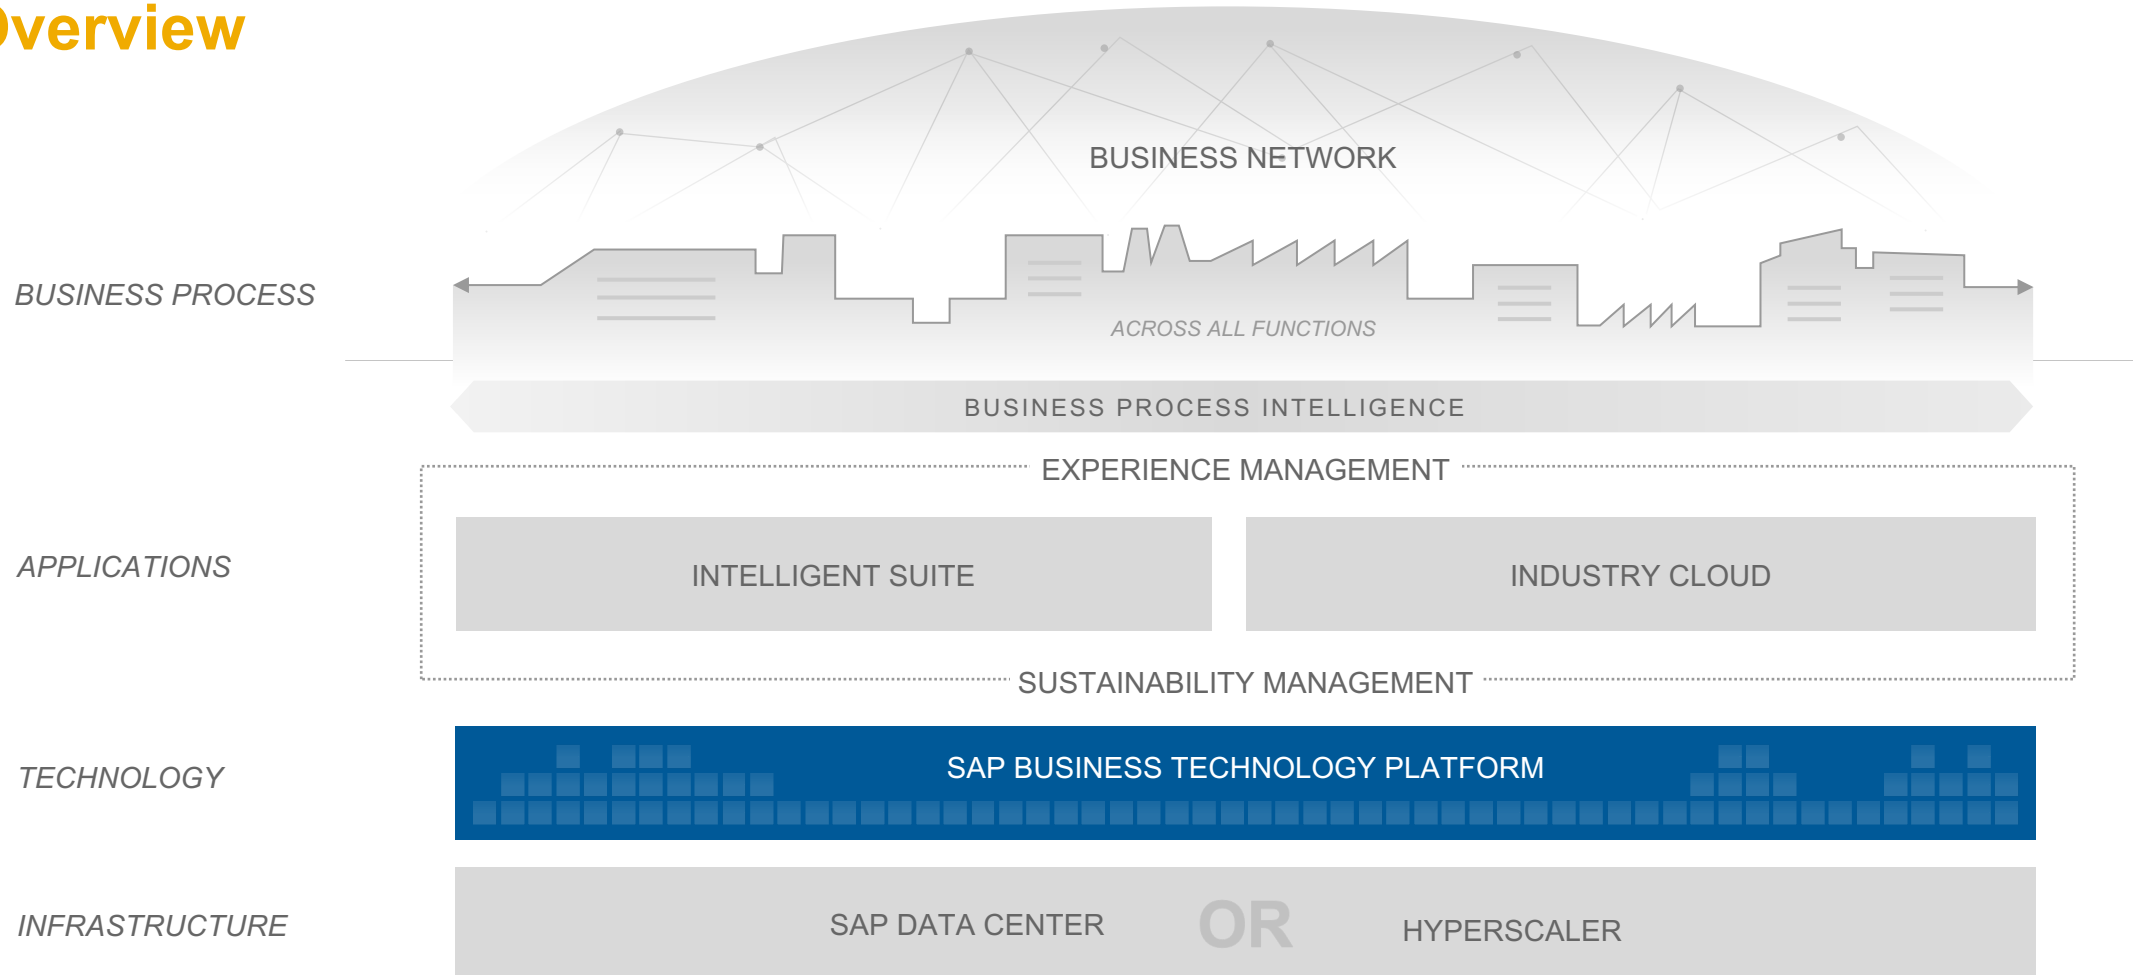 Overview
BUSINESS NETWORK
BUSINESS PROCESS
ACROSS ALL FUNCTIONS
BUSINESS PROCESS INTELLIGENCE
EXPERIENCE MANAGEMENT
APPLICATIONS
INTELLIGENT SUITE
INDUSTRY CLOUD
SUSTAINABILITY MANAGEMENT
TECHNOLOGY
SAP BUSINESS TECHNOLOGY PLATFORM
INFRASTRUCTURE
SAP DATA CENTER
OR
HYPERSCALER